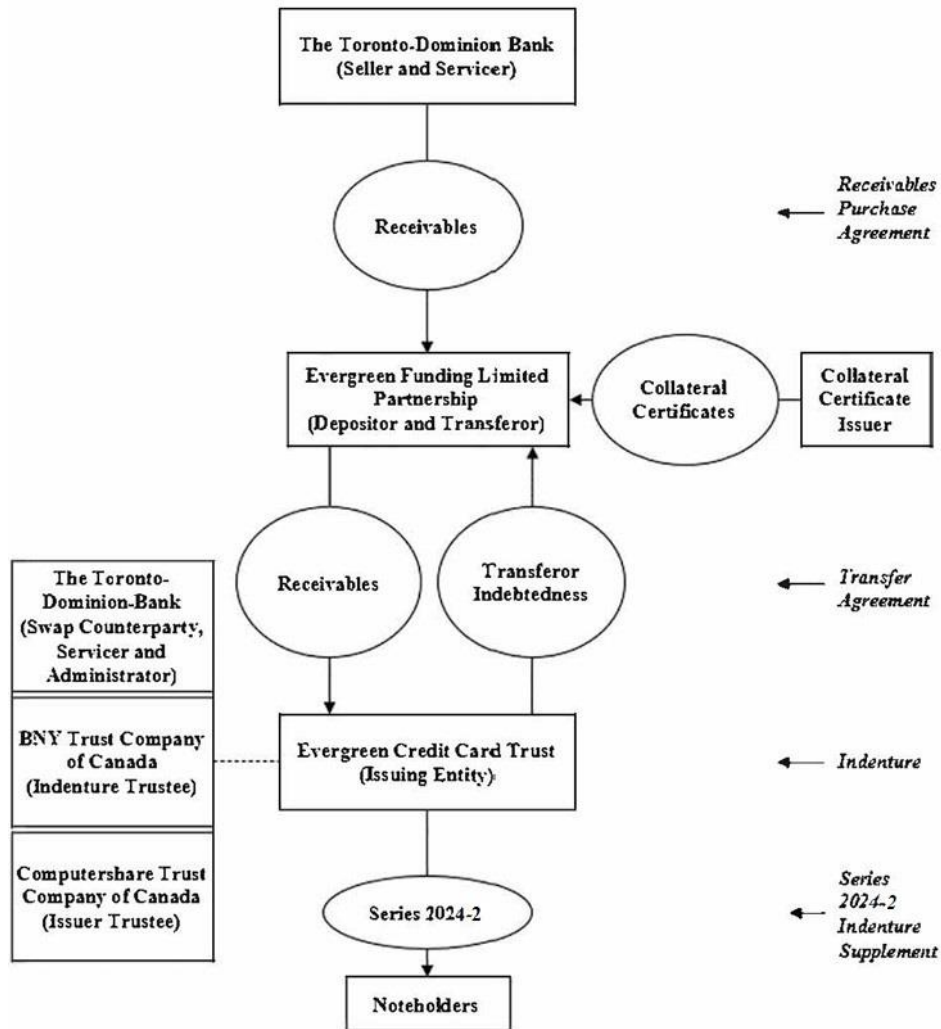 The Toronto-Dominion Bank
(Seller and Servicer)
Receivables
Receivables
Purchase
Agreement
Evergreen Funding Limited
Partnership
(Depositor and Transferor)
Collateral
Certificates
Collateral
Certificate
Issuer
The Toronto-
Dominion-Bank
(Swap Counterparty,
Servicer and
Administrator)
Receivables
Transferor
Indebtedness
Transfer
Agreement
BNY Trust Company
of Canada
(Indenture Trustee)
Evergreen Credit Card Trust
(Issuing Entity)
Indenture
Computershare Trust
Company of Canada
(Issuer Trustee)
Series 2024-2
Series
2024-2
Indenture
Supplement
Noteholders